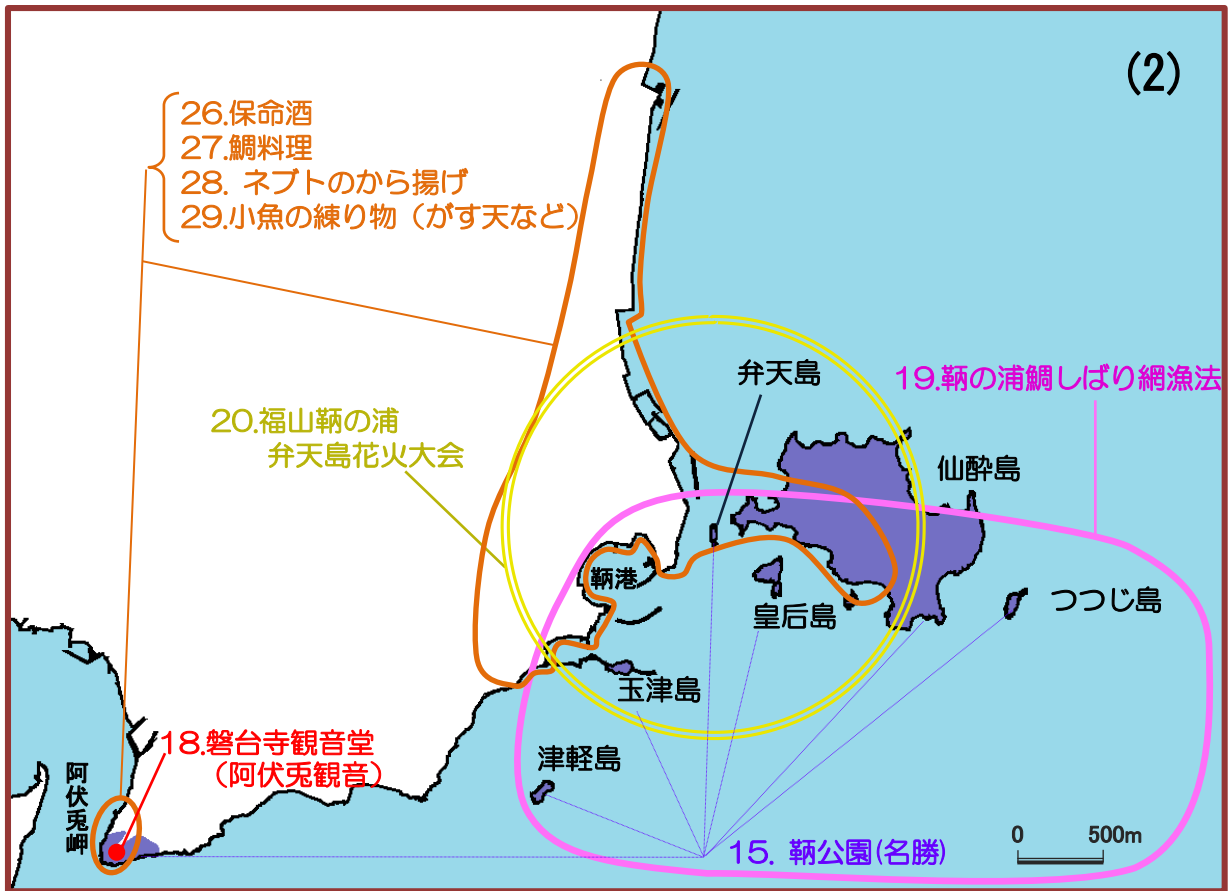 (2)
26.保命酒
27.鯛料理
28. ネブトのから揚げ
29.小魚の練り物（がす天など）
弁天島
19.鞆の浦鯛しばり網漁法
20.福山鞆の浦
弁天島花火大会
仙酔島
鞆港
つつじ島
皇后島
玉津島
18.磐台寺観音堂
（阿伏兎観音）
津軽島
阿伏兎岬
15. 鞆公園(名勝)
0 500m